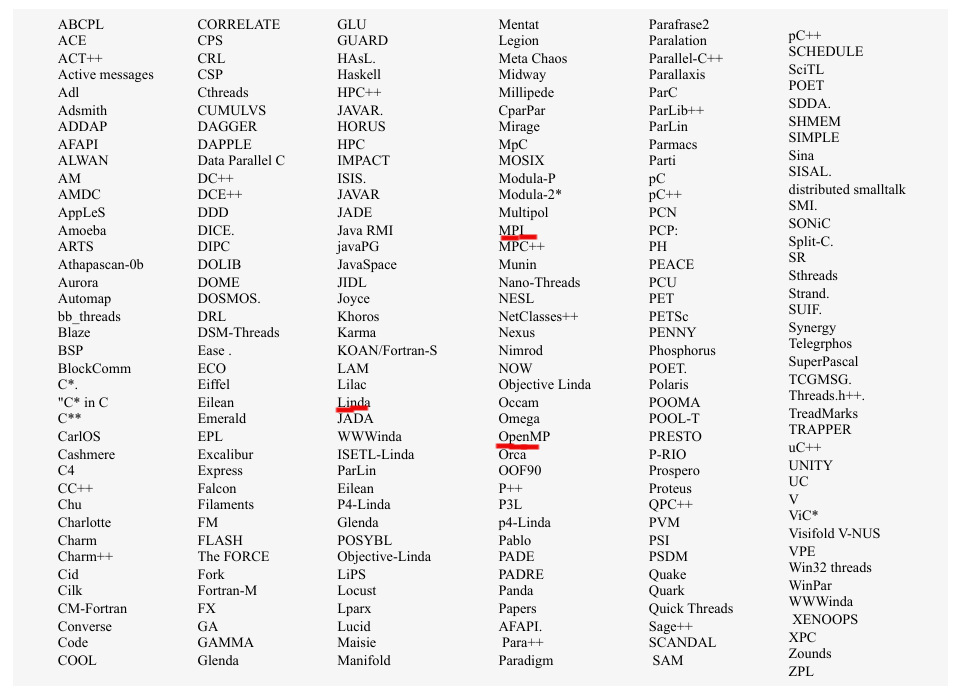 ABCPL
ACE
ACT++
Active messages
Adl
Adsmith
ADDAP
AFAPI
ALWAN
AM
AMDC
AppLeS
Amoeba
ARTS
Athapascan-0b
Aurora
Automap
bb_threads
Blaze
BSP
BlockComm
C*.
"C* in C
C**
CarlOS
Cashmere
C4
CC++
Chu
Charlotte
Charm
Charm++
Cid
Cilk
CM-Fortran
Converse
Code
COOL
CORRELATE
CPS
CRL
CSP
Cthreads
CUMULVS
DAGGER
DAPPLE
Data Parallel C
DC++
DCE++
DDD
DICE.
DIPC
DOLIB
DOME
DOSMOS.
DRL
DSM-Threads
Ease .
ECO
Eiffel
Eilean
Emerald
EPL
Excalibur
Express
Falcon
Filaments
FM
FLASH
The FORCE
Fork
Fortran-M
FX
GA
GAMMA
Glenda
GLU
GUARD
HAsL.
Haskell
HPC++
JAVAR.
HORUS
HPC
IMPACT
ISIS.
JAVAR
JADE
Java RMI
javaPG
JavaSpace
JIDL
Joyce
Khoros
Karma
KOAN/Fortran-S
LAM
Lilac
Linda
JADA
WWWinda
ISETL-Linda
ParLin
Eilean
P4-Linda
Glenda
POSYBL
Objective-Linda
LiPS
Locust
Lparx
Lucid
Maisie
Manifold
Mentat
Legion
Meta Chaos
Midway
Millipede
CparPar
Mirage
MpC
MOSIX
Modula-P
Modula-2*
Multipol
MPI
MPC++
Munin
Nano-Threads
NESL
NetClasses++
Nexus
Nimrod
NOW
Objective Linda
Occam
Omega
OpenMP
Orca
OOF90
P++
P3L
p4-Linda
Pablo
PADE
PADRE
Panda
Papers
AFAPI.
Para++
Paradigm
Parafrase2
Paralation
Parallel-C++
Parallaxis
ParC
ParLib++
ParLin
Parmacs
Parti
pC
pC++
PCN
PCP:
PH
PEACE
PCU
PET
PETSc
PENNY
Phosphorus
POET.
Polaris
POOMA
POOL-T
PRESTO
P-RIO
Prospero
Proteus
QPC++
PVM
PSI
PSDM
Quake
Quark
Quick Threads
Sage++
SCANDAL
SAM
pC++
SCHEDULE
SciTL
POET
SDDA.
SHMEM
SIMPLE
Sina
SISAL.
distributed smalltalk
SMI.
SONiC
Split-C.
SR
Sthreads
Strand.
SUIF.
Synergy
Telegrphos
SuperPascal
TCGMSG.
Threads.h++.
TreadMarks
TRAPPER
uC++
UNITY
UC
V
ViC*
Visifold V-NUS
VPE
Win32 threads
WinPar
WWWinda
XENOOPS
XPC
Zounds
ZPL